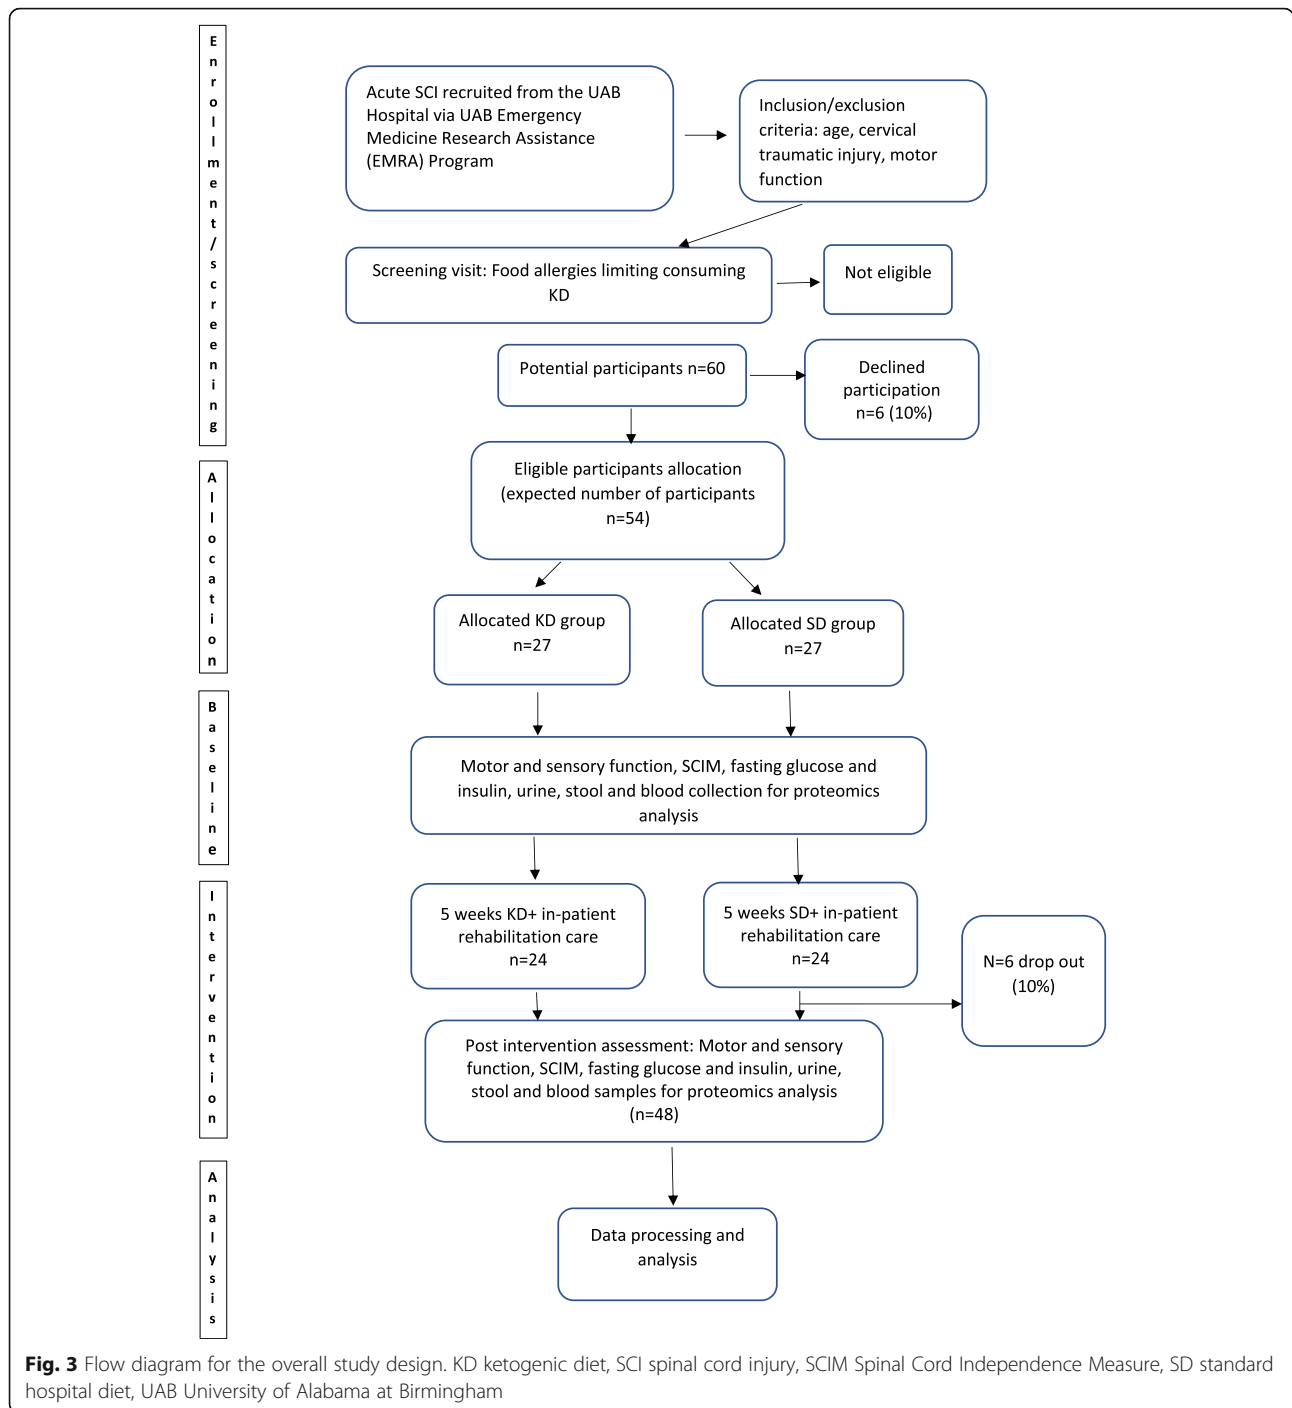 Enrollment/screening
Acute SCI recruited from the UAB
Hospital via UAB Emergency
Medicine Research Assistance
(EMRA) Program
Inclusion/exclusion
criteria: age, cervical
traumatic injury, motor
function
Screening visit: Food allergies limiting consuming
KD
Not eligible
Potential participants n=60
Declined
participation
n=6 (10%)
Allocation
Eligible participants allocation
(expected number of participants
n=54)
Allocated KD group
n=27
Allocated SD group
n=27
Baseline
Motor and sensory function, SCIM, fasting glucose and
insulin, urine, stool and blood collection for proteomics
analysis
Intervention
5 weeks KD+ in-patient
rehabilitation care
n=24
5 weeks SD+ in-patient
rehabilitation care
n=24
N=6 drop out
(10%)
Post intervention assessment: Motor and sensory
function, SCIM, fasting glucose and insulin, urine,
stool and blood samples for proteomics analysis
(n=48)
Analysis
Data processing and
analysis
Fig. 3 Flow diagram for the overall study design. KD ketogenic diet, SCI spinal cord injury, SCIM Spinal Cord Independence Measure, SD standard
hospital diet, UAB University of Alabama at Birmingham